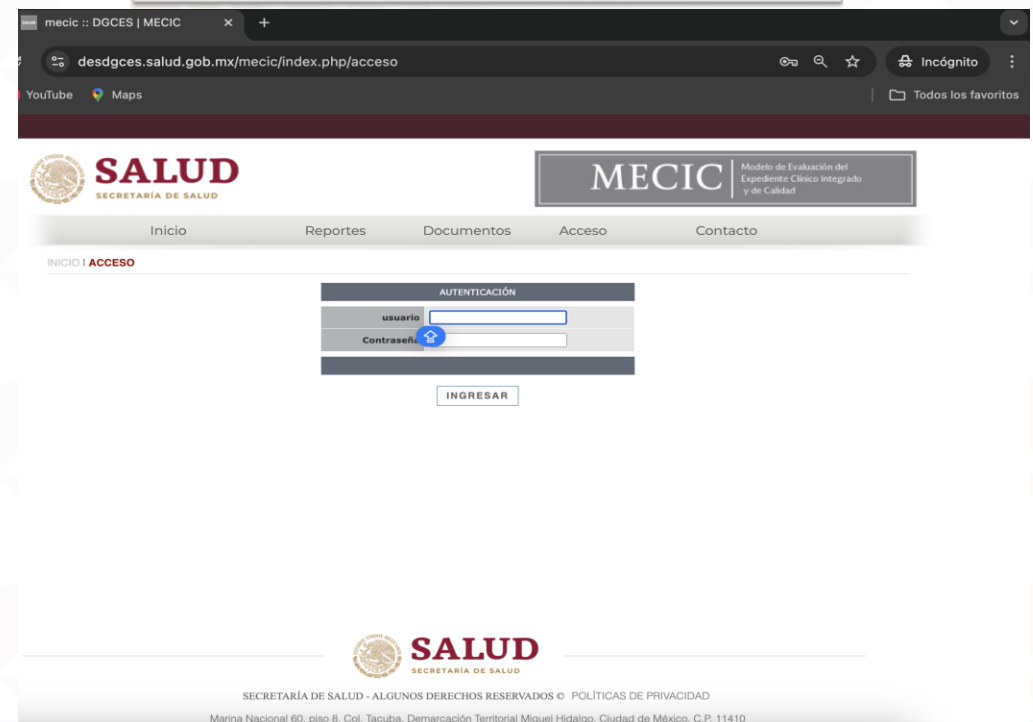 mecic :: DGCES | MECIC
desdgces.salud.gob.mx/mecic/index.php/acceso
Incógnito
YouTube
Maps
Todos los favoritos
SALUD
SECRETARÍA DE SALUD
MECIC
Modelo de Evaluación del
Expediente Clínico Integrado
y de Calidad
Inicio
Reportes
Documentos
Acceso
Contacto
INICIO | ACCESO
AUTENTICACIÓN
usuario
Contraseña
INGRESAR
SALUD
SECRETARÍA DE SALUD
SECRETARÍA DE SALUD - ALGUNOS DERECHOS RESERVADOS © POLÍTICAS DE PRIVACIDAD
Marina Nacional 60, piso 8, Col. Tacuba, Demarcación Territorial Miguel Hidalgo, Ciudad de México, C.P. 11410